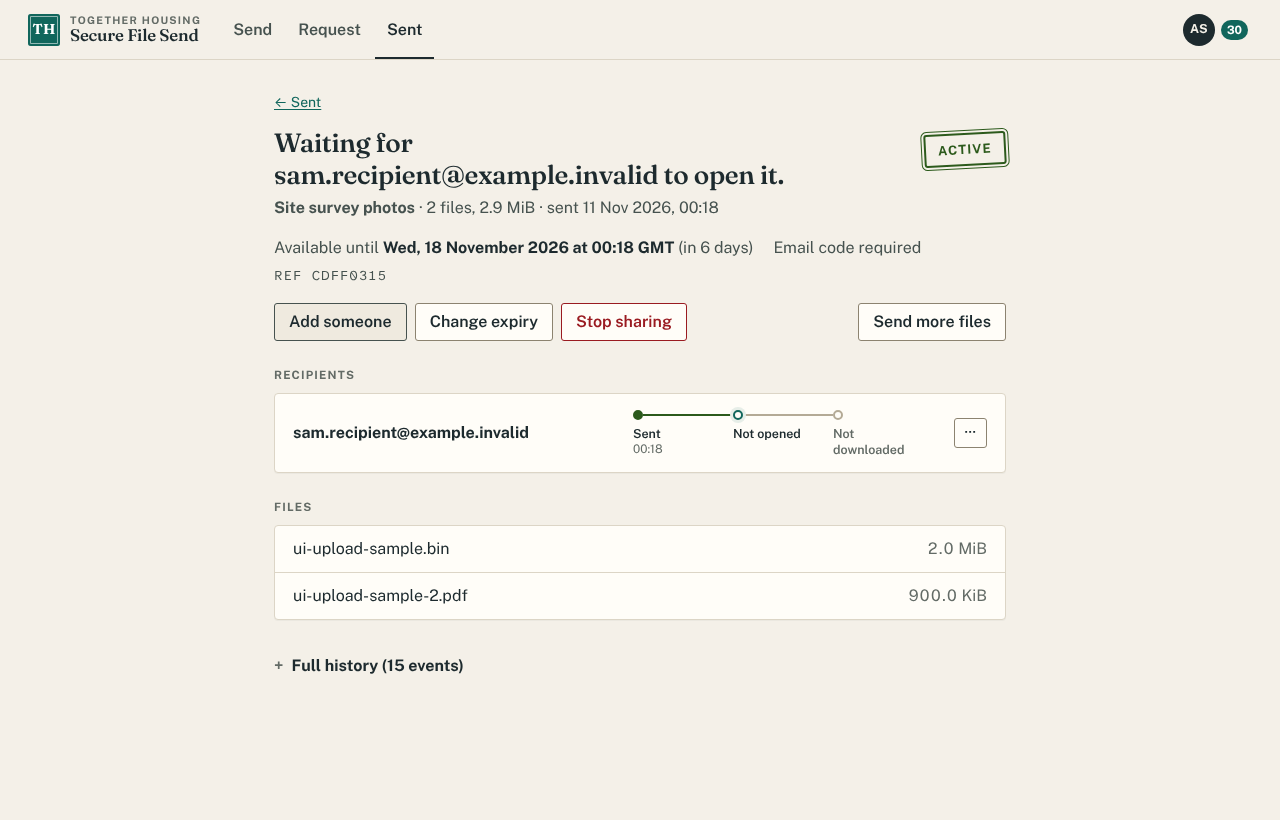 TH
TOGETHER HOUSING
Secure File Send
Send
Request
Sent
AS
30
← Sent
Waiting for
sam.recipient@example.invalid to open it.
ACTIVE
Site survey photos · 2 files, 2.9 MiB · sent 11 Nov 2026, 00:18
Available until Wed, 18 November 2026 at 00:18 GMT (in 6 days)
Email code required
REF CDFF0315
Add someone
Change expiry
Stop sharing
Send more files
RECIPIENTS
sam.recipient@example.invalid
Sent
00:18
Not opened
Not
downloaded
...
FILES
ui-upload-sample.bin
2.0 MiB
ui-upload-sample-2.pdf
900.0 KiB
+ Full history (15 events)